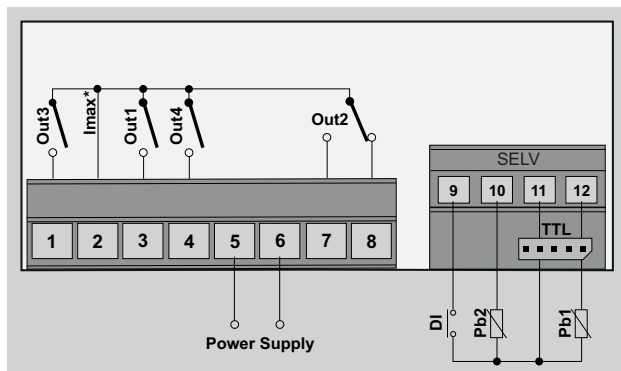 Out3
Imax*
Out1
Out4
Out2
SELV
9 10 11 12
TTL
1 2 3 4 5 6 7 8
DI
Pb2
Pb1
Power Supply